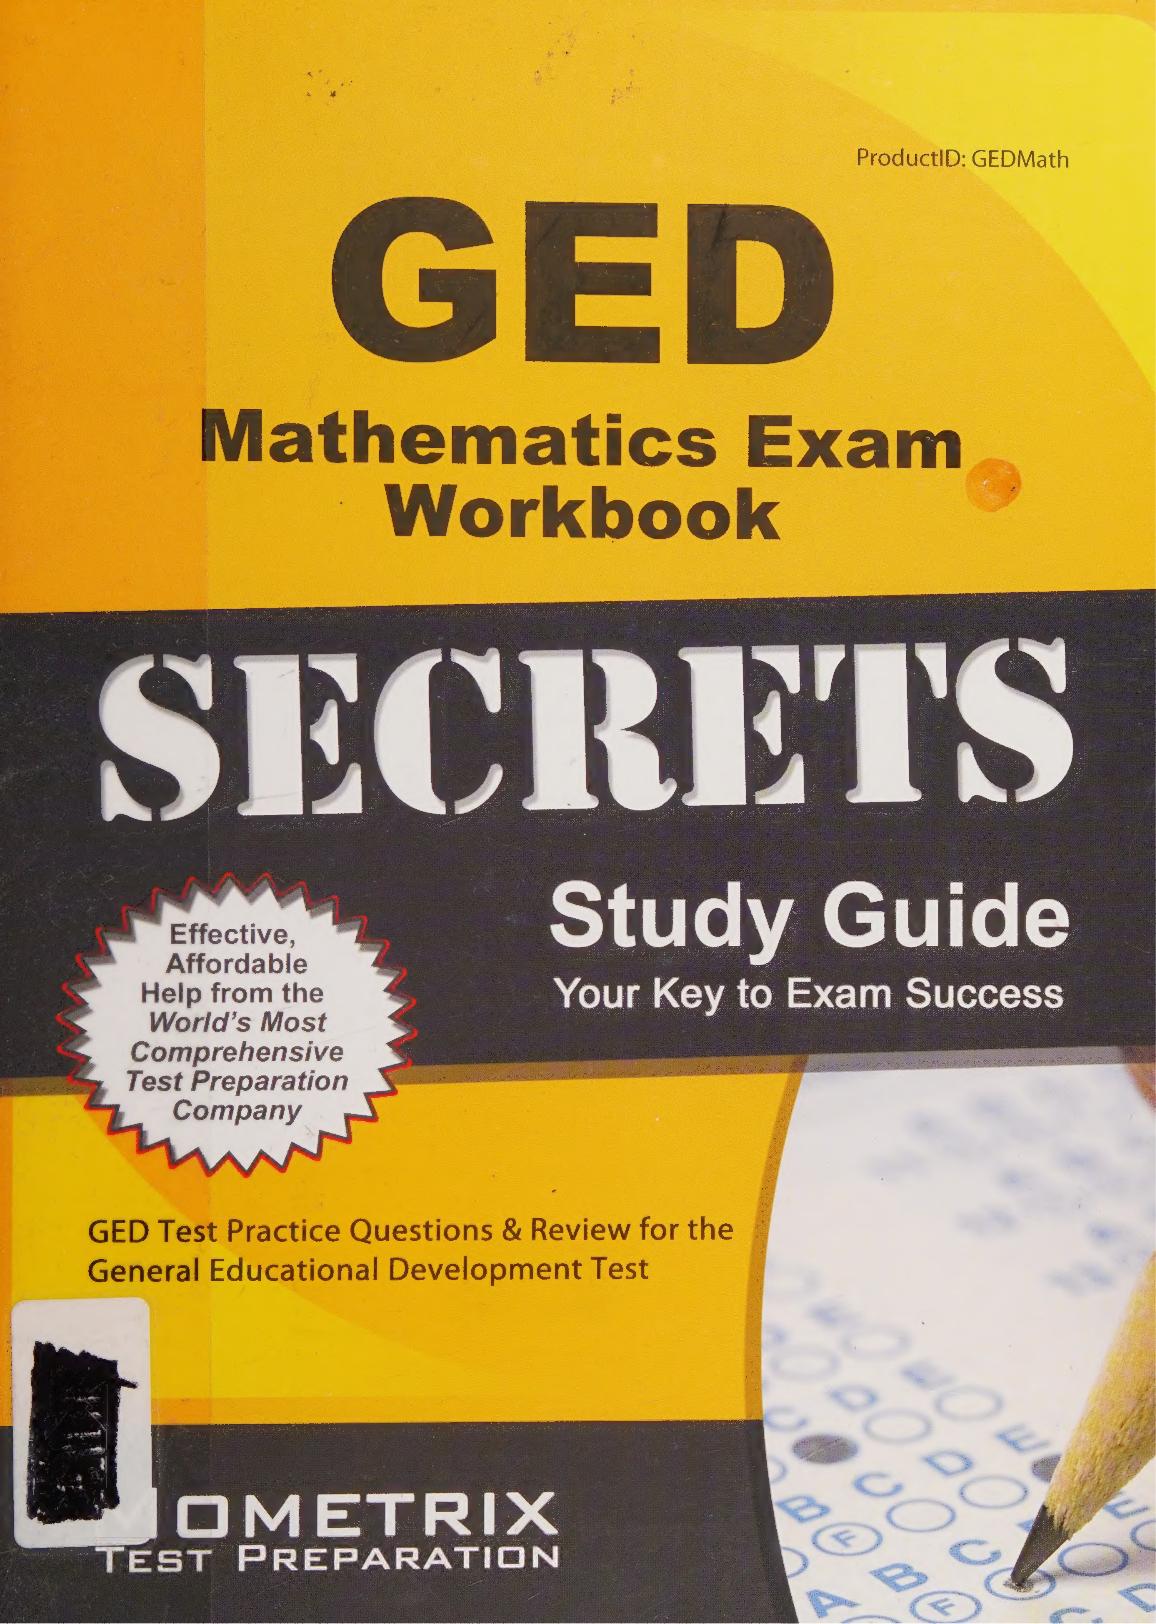 ProductID: GEDMath
GED
Mathematics Exam
Workbook
SECRETS
Study Guide
Your Key to Exam Success
Effective,
Affordable
Help from the
World's Most
Comprehensive
Test Preparation
Company
GED Test Practice Questions & Review for the
General Educational Development Test
OMETRIX
TEST PREPARATION